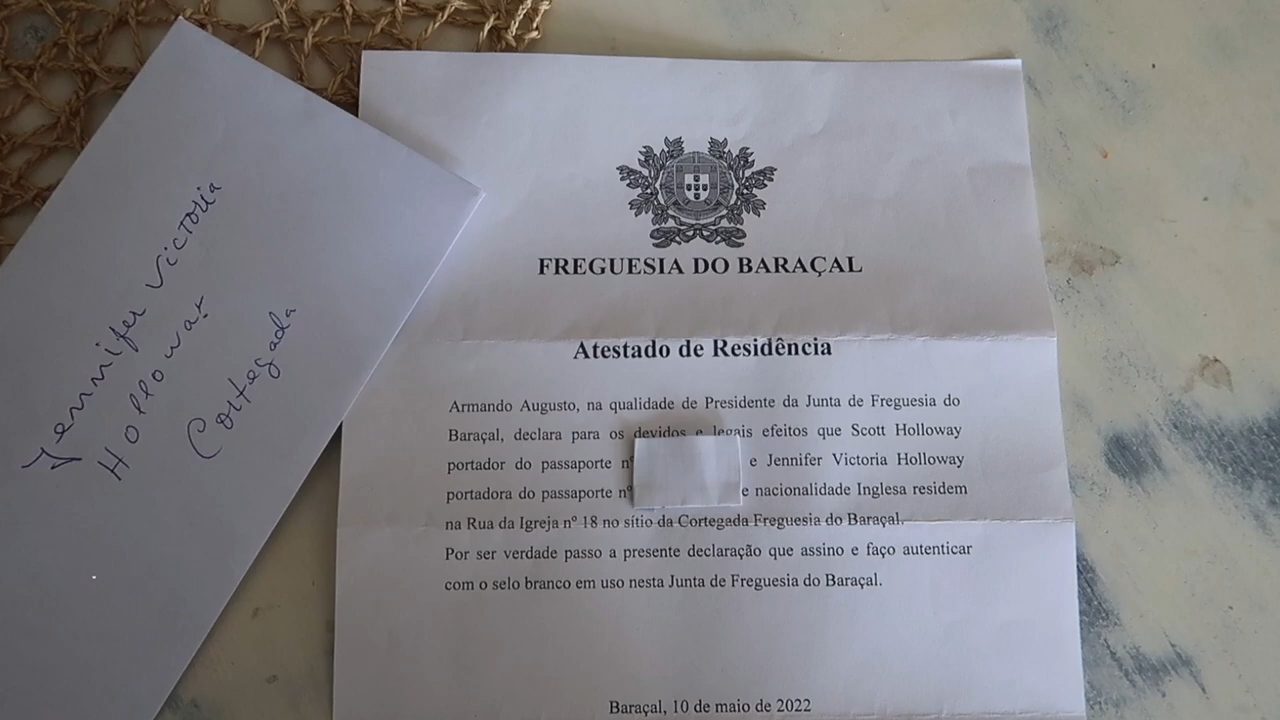 Jennifer Victoria
Holloway
Cortegada
FREGUESIA DO BARAÇAL
Atestado de Residência
Armando Augusto, na qualidade de Presidente da Junta de Freguesia do
Baraçal, declara para os devidos e legais efeitos que Scott Holloway
portador do passaporte nº e Jennifer Victoria Holloway
portadora do passaporte nº e nacionalidade Inglesa residem
na Rua da Igreja nº 18 no sítio da Cortegada Freguesia do Baraçal.
Por ser verdade passo a presente declaração que assino e faço autenticar
com o selo branco em uso nesta Junta de Freguesia do Baraçal.
Baraçal, 10 de maio de 2022